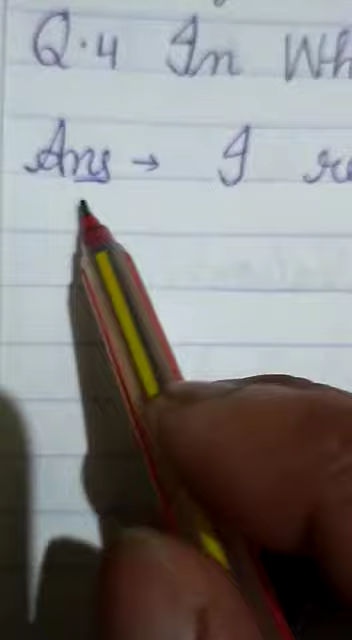 Q.4 In Wh
Ans → I re